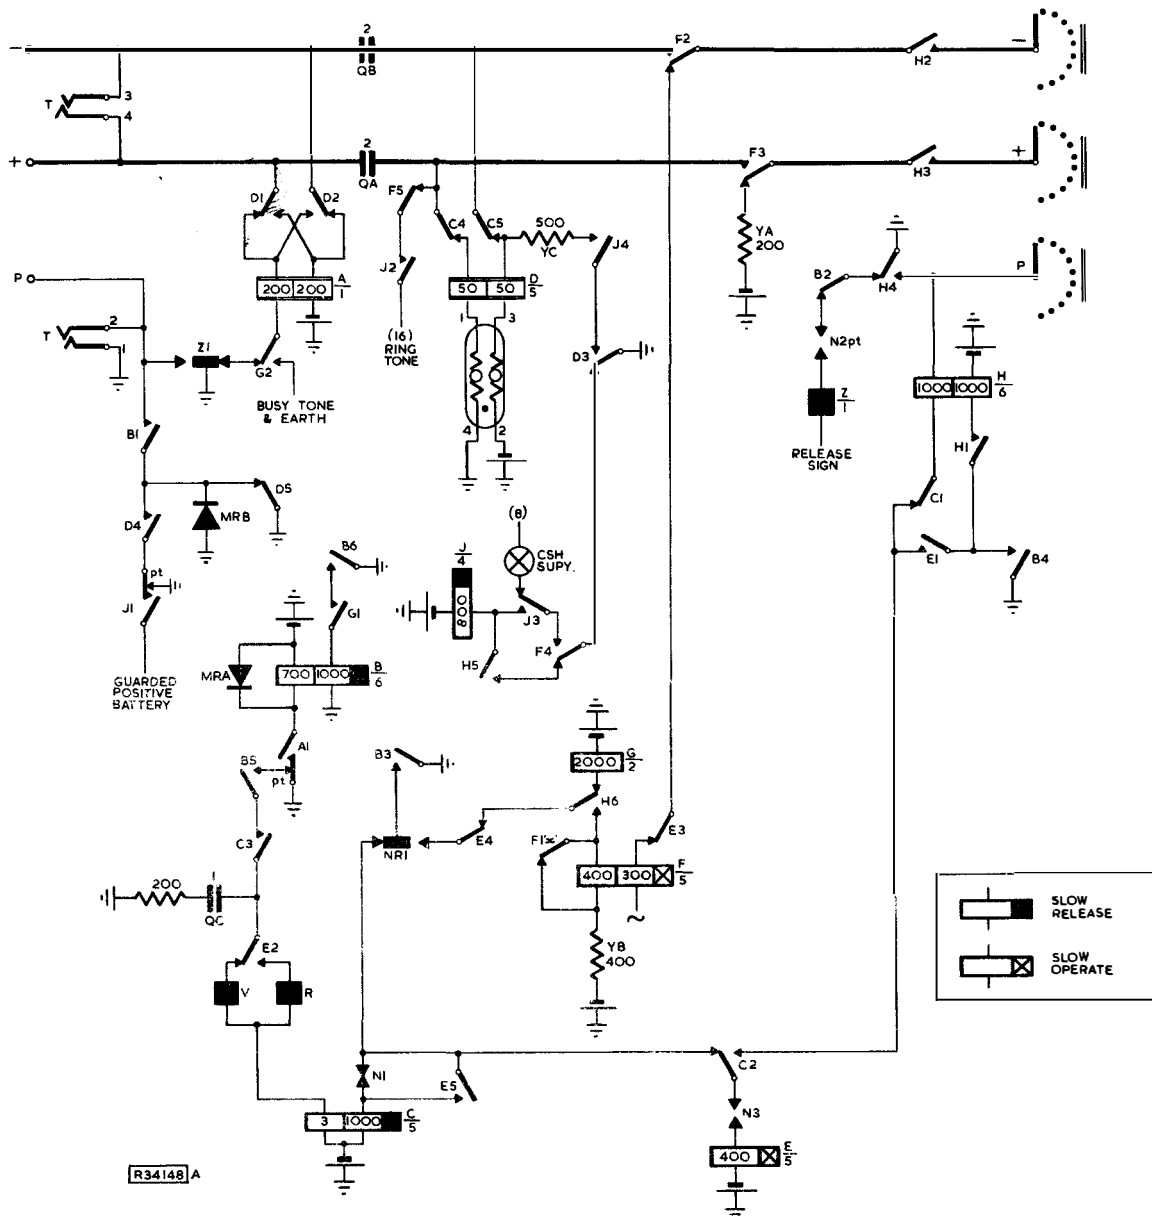 2
QB
F2
H2
−
−
T
3
4
2
QA
+
F3
H3
+
D1
D2
F5
C4
C5
500
YC
J4
YA
200
J2
P
200
200
A
1
50
50
D
5
B2
H4
P
T
2
1
Z1
G2
(16)
RING
TONE
1
3
D3
N2pt
BUSY TONE
& EARTH
1000
1000
H
6
Z
1
B1
4
2
H1
RELEASE
SIGN
D5
MRB
C1
D4
(8)
B6
J
4
CSH
SUPY.
E1
B4
pt
J1
G1
800
J3
F4
H5
MRA
700
1000
B
6
GUARDED
POSITIVE
BATTERY
A1
B3
G
2
2000
B5
pt
H6
E4
E3
C3
NR1
F1"x"
400
300
F
5
200
1
QC
~
SLOW
RELEASE
E2
YB
400
SLOW
OPERATE
V
R
N1
C2
E5
N3
3
1000
C
5
400
E
5
R34148 A